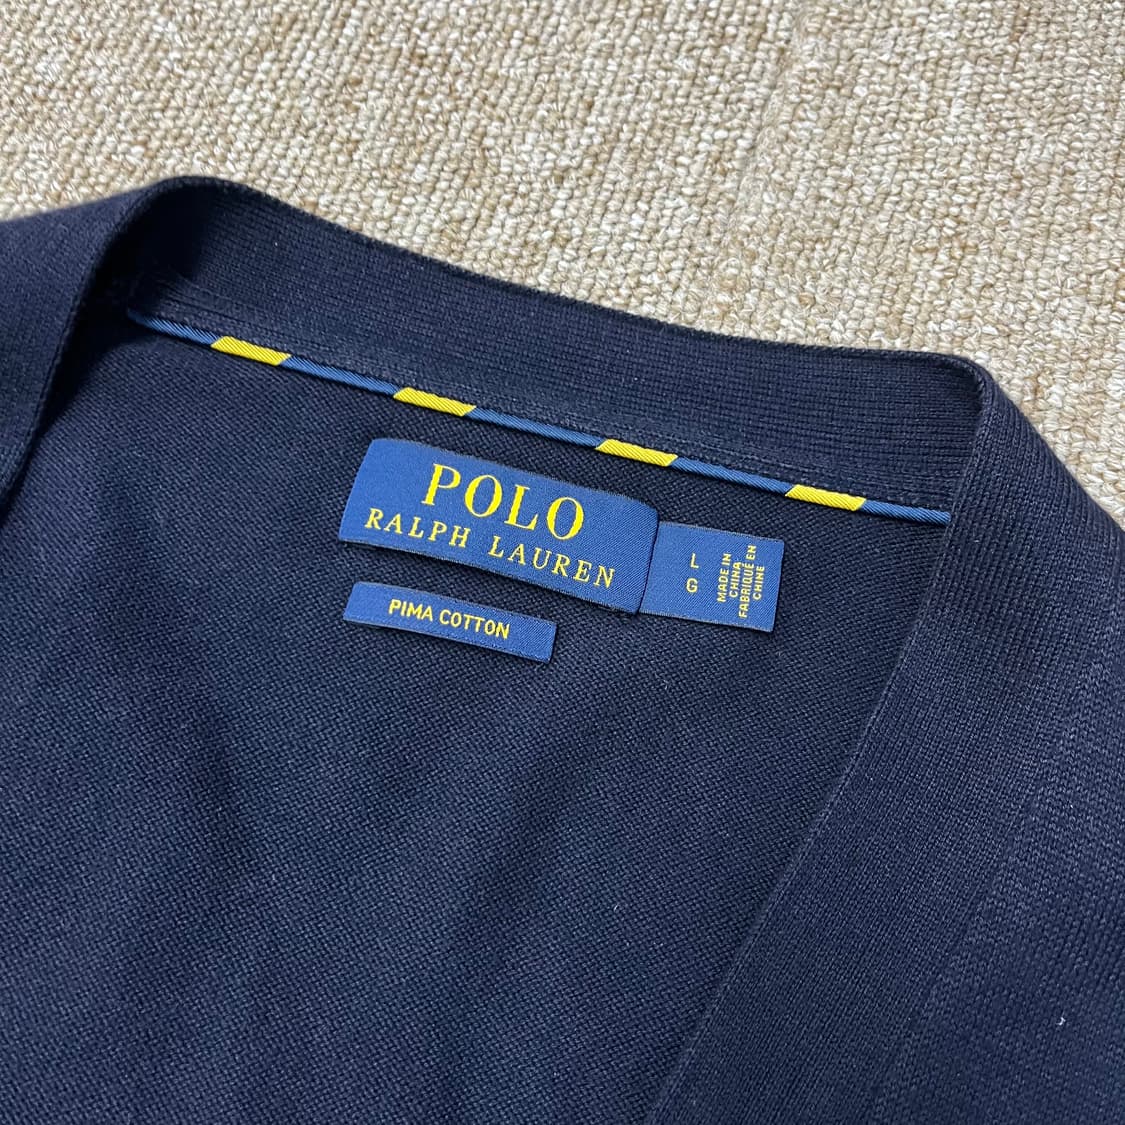 POLO
RALPH LAUREN
L
G
MADE IN
CHINA
FABRIQUÉ EN
CHINE
PIMA COTTON